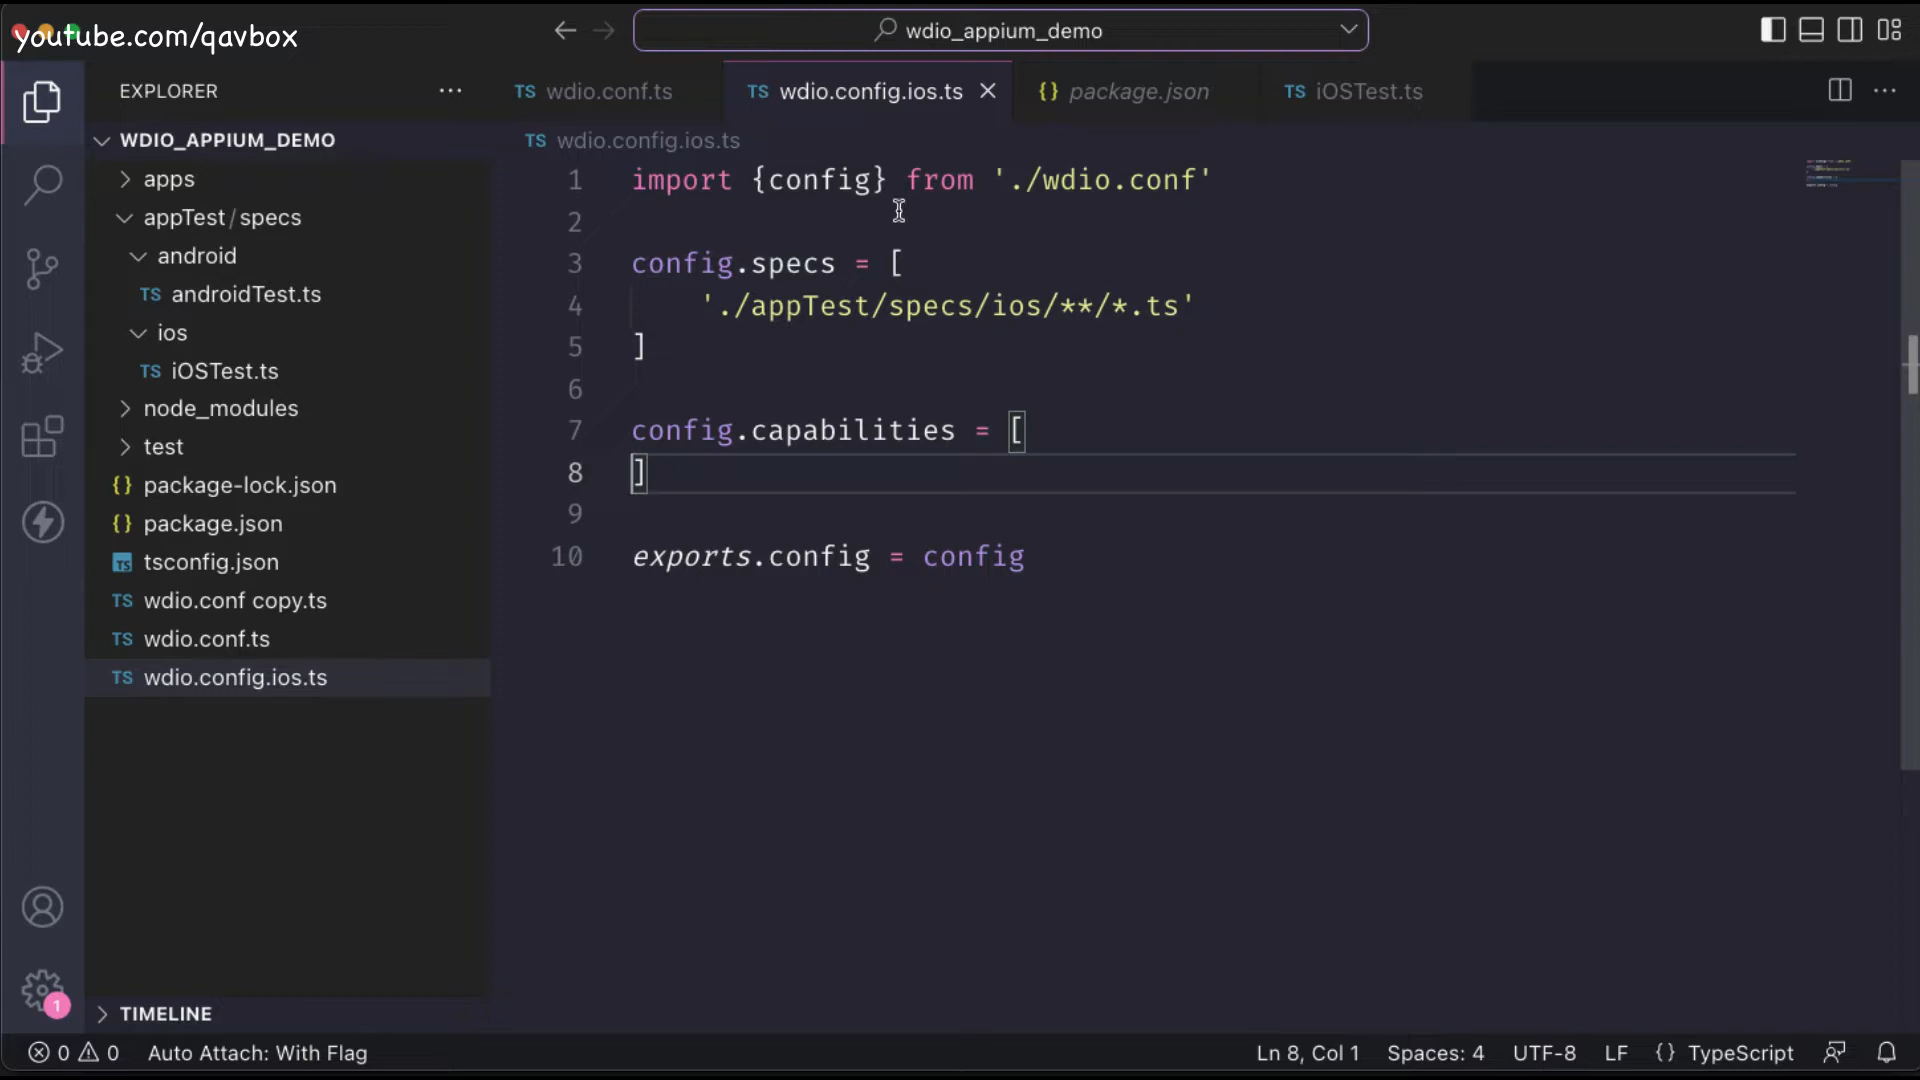 youtube.com/qavbox
wdio_appium_demo
EXPLORER
TS wdio.conf.ts
TS wdio.config.ios.ts
{} package.json
TS iOSTest.ts
WDIO_APPIUM_DEMO
apps
appTest/specs
android
TS androidTest.ts
ios
TS iOSTest.ts
node_modules
test
{} package-lock.json
{} package.json
TS tsconfig.json
TS wdio.conf copy.ts
TS wdio.conf.ts
TS wdio.config.ios.ts
TS wdio.config.ios.ts
1 import {config} from './wdio.conf'
2
3 config.specs = [
4 './appTest/specs/ios/**/*.ts'
5 ]
6
7 config.capabilities = [
8 ]
9
10 exports.config = config
1
TIMELINE
0 0 Auto Attach: With Flag
Ln 8, Col 1 Spaces: 4 UTF-8 LF {} TypeScript